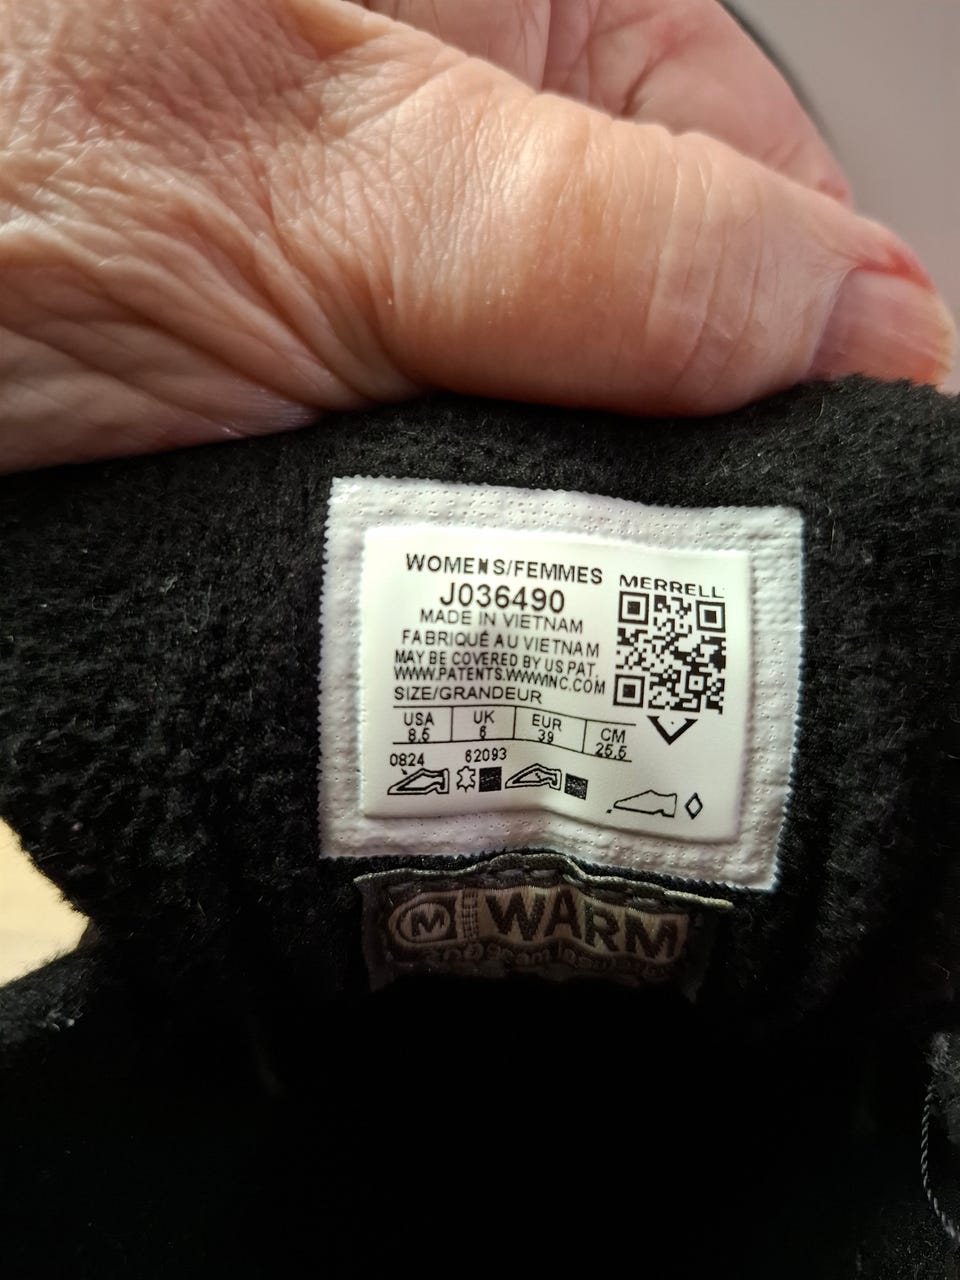 WOMENS/FEMMES
J036490
MADE IN VIETNAM
FABRIQUÉ AU VIETNAM
MAY BE COVERED BY US PAT.
WWW.PATENTS.WWWINC.COM
SIZE/GRANDEUR
USA UK EUR CM
8.5 6 39 25.5
0824 62093
MERRELL
M WARM